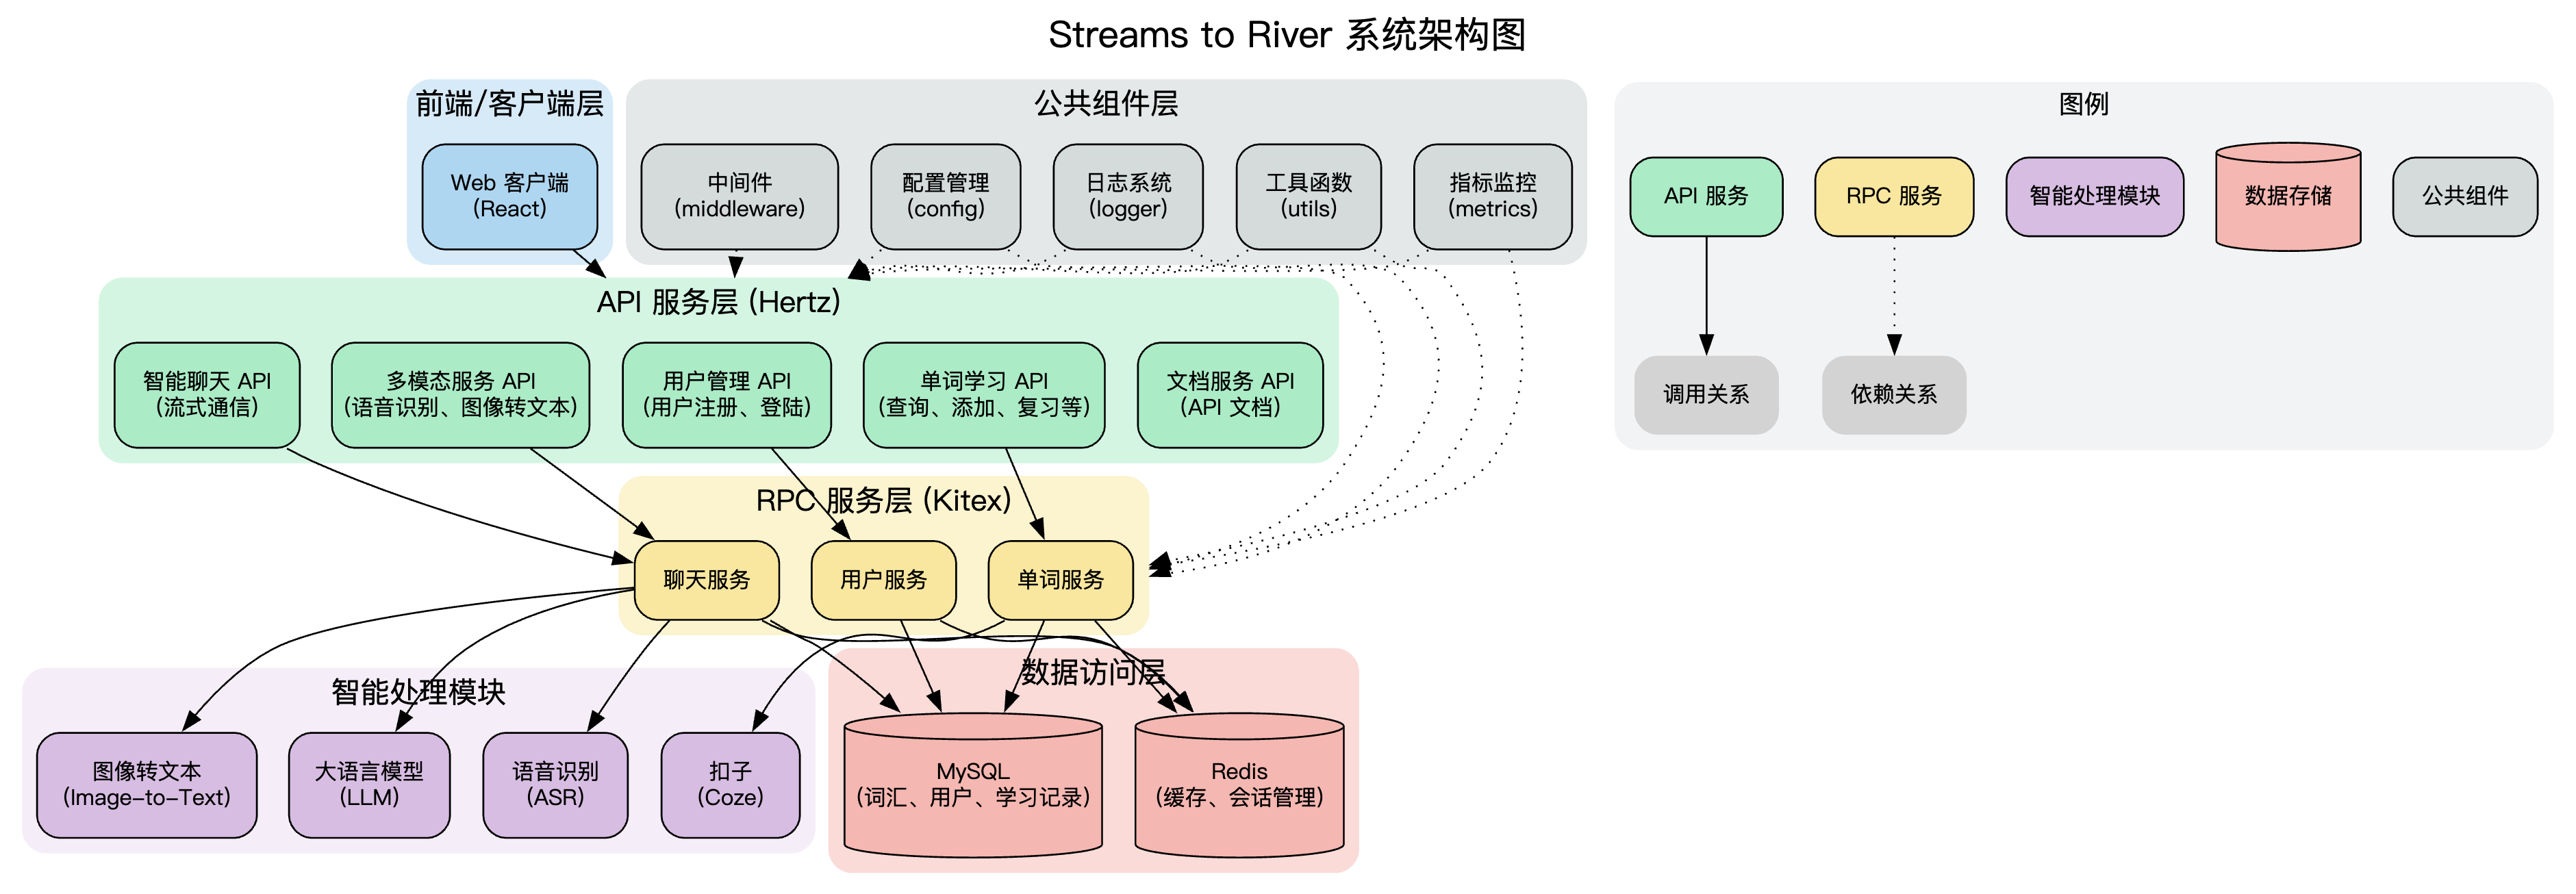 Streams to River 系统架构图
前端/客户端层
Web 客户端
(React)
公共组件层
中间件
(middleware)
配置管理
(config)
日志系统
(logger)
工具函数
(utils)
指标监控
(metrics)
图例
API 服务
RPC 服务
智能处理模块
数据存储
公共组件
调用关系
依赖关系
API 服务层 (Hertz)
智能聊天 API
(流式通信)
多模态服务 API
(语音识别、图像转文本)
用户管理 API
(用户注册、登陆)
单词学习 API
(查询、添加、复习等)
文档服务 API
(API 文档)
RPC 服务层 (Kitex)
聊天服务
用户服务
单词服务
智能处理模块
图像转文本
(Image-to-Text)
大语言模型
(LLM)
语音识别
(ASR)
扣子
(Coze)
数据访问层
MySQL
(词汇、用户、学习记录)
Redis
(缓存、会话管理)